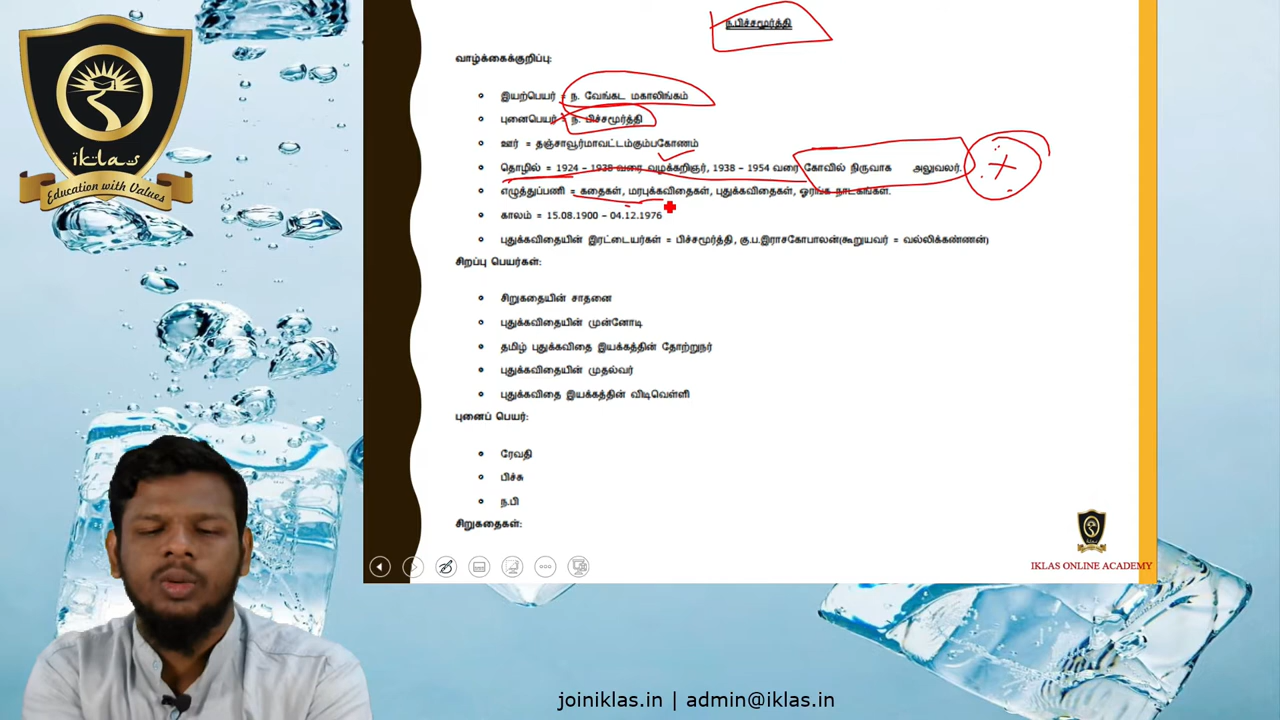 iklas
Education with Values
ந.பிச்சமூர்த்தி
வாழ்க்கைக்குறிப்பு:
இயற்பெயர் = ந. வேங்கட மகாலிங்கம்
புனைபெயர் = ந. பிச்சமூர்த்தி
ஊர் = தஞ்சாவூர்மாவட்டம்கும்பகோணம்
தொழில் = 1924 – 1938 வரை வழக்கறிஞர், 1938 – 1954 வரை கோவில் நிருவாக அலுவலர்.
எழுத்துப்பணி = கதைகள், மரபுக்கவிதைகள், புதுக்கவிதைகள், ஓரங்க நாடகங்கள்.
காலம் = 15.08.1900 – 04.12.1976
புதுக்கவிதையின் இரட்டையர்கள் = பிச்சமூர்த்தி, கு.ப.இராசகோபாலன்(கூறுயவர் = வல்லிக்கண்ணன்)
சிறப்பு பெயர்கள்:
சிறுகதையின் சாதனை
புதுக்கவிதையின் முன்னோடி
தமிழ் புதுக்கவிதை இயக்கத்தின் தோற்றுநர்
புதுக்கவிதையின் முதல்வர்
புதுக்கவிதை இயக்கத்தின் விடிவெள்ளி
புனைப் பெயர்:
ரேவதி
பிச்சு
ந.பி
சிறுகதைகள்:
IKLAS ONLINE ACADEMY
joiniklas.in | admin@iklas.in